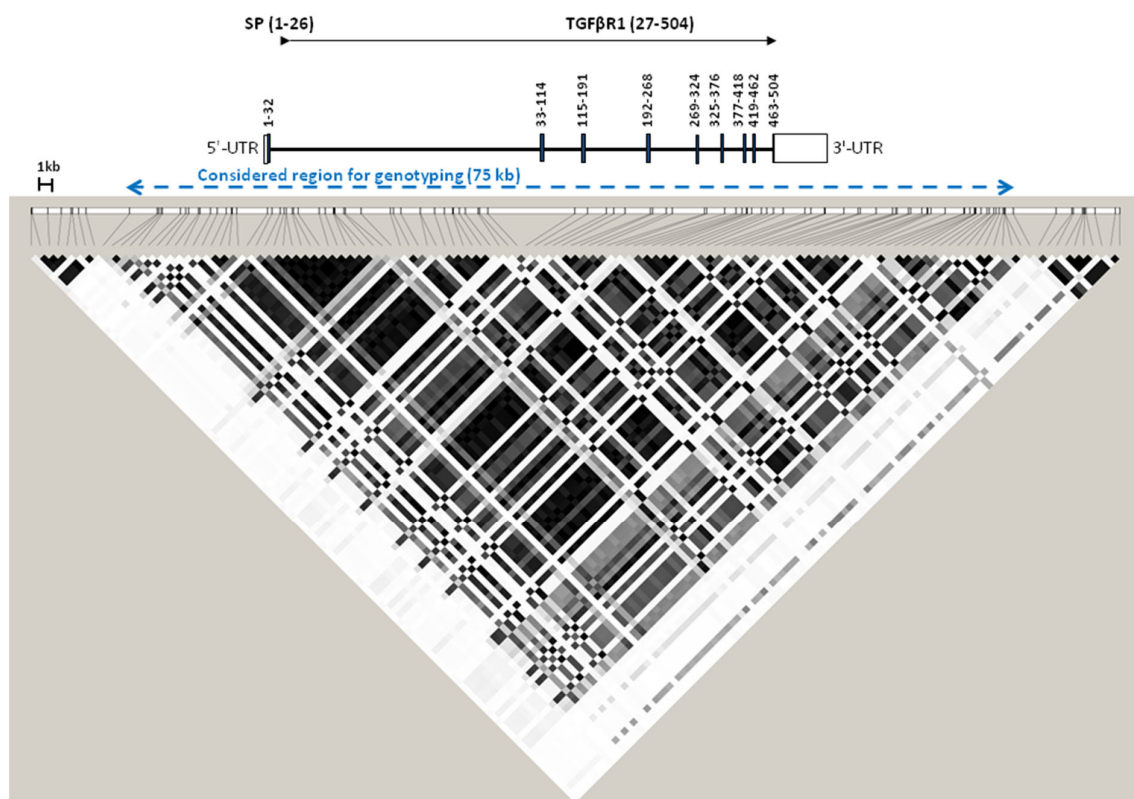 SP (1-26)
TGFβR1 (27-504)
1-32
33-114
115-191
192-268
269-324
325-376
377-418
419-462
463-504
5'-UTR
3'-UTR
1kb
Considered region for genotyping (75 kb)